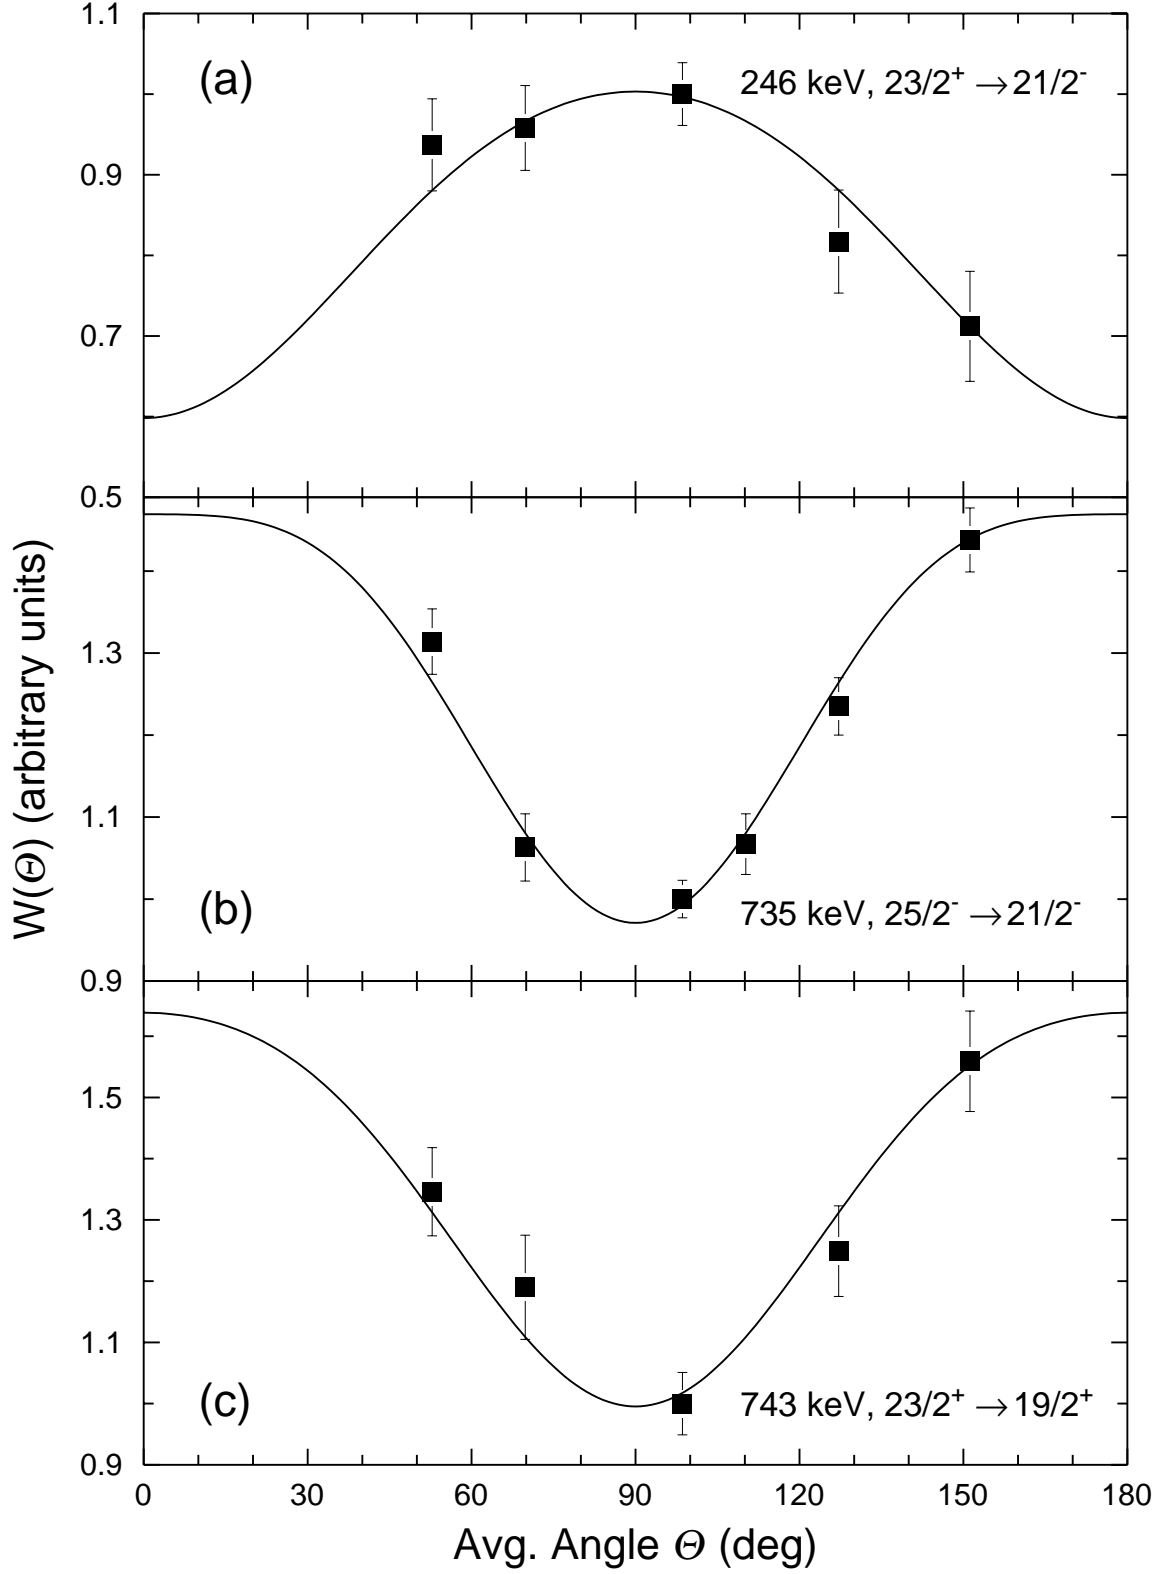 1.1
(a)
246 keV, 23/2⁺ →21/2⁻
0.9
0.7
0.5
1.3
1.1
(b)
735 keV, 25/2⁻ →21/2⁻
0.9
1.5
1.3
1.1
(c)
743 keV, 23/2⁺ →19/2⁺
0.9
W(Θ) (arbitrary units)
0 30 60 90 120 150 180
Avg. Angle Θ (deg)